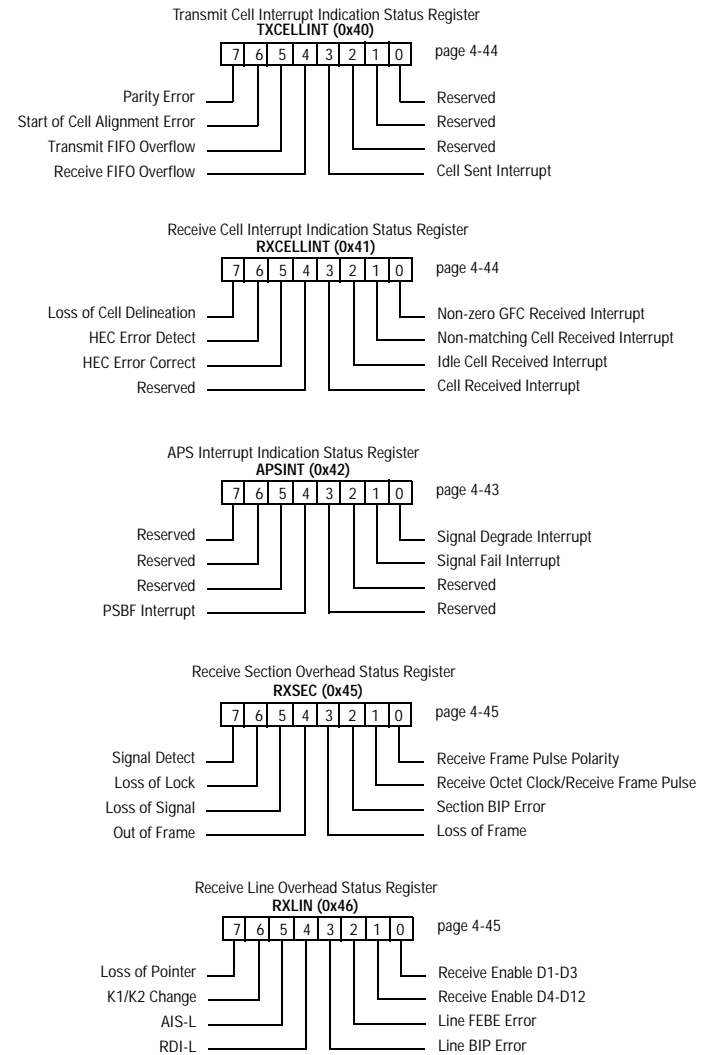 Transmit Cell Interrupt Indication Status Register
TXCELLINT (0x40)
7 6 5 4 3 2 1 0 page 4-44
Parity Error Reserved
Start of Cell Alignment Error Reserved
Transmit FIFO Overflow Reserved
Receive FIFO Overflow Cell Sent Interrupt
Receive Cell Interrupt Indication Status Register
RXCELLINT (0x41)
7 6 5 4 3 2 1 0 page 4-44
Loss of Cell Delineation Non-zero GFC Received Interrupt
HEC Error Detect Non-matching Cell Received Interrupt
HEC Error Correct Idle Cell Received Interrupt
Reserved Cell Received Interrupt
APS Interrupt Indication Status Register
APSINT (0x42)
7 6 5 4 3 2 1 0 page 4-43
Reserved Signal Degrade Interrupt
Reserved Signal Fail Interrupt
Reserved Reserved
PSBF Interrupt Reserved
Receive Section Overhead Status Register
RXSEC (0x45)
7 6 5 4 3 2 1 0 page 4-45
Signal Detect Receive Frame Pulse Polarity
Loss of Lock Receive Octet Clock/Receive Frame Pulse
Loss of Signal Section BIP Error
Out of Frame Loss of Frame
Receive Line Overhead Status Register
RXLIN (0x46)
7 6 5 4 3 2 1 0 page 4-45
Loss of Pointer Receive Enable D1-D3
K1/K2 Change Receive Enable D4-D12
AIS-L Line FEBE Error
RDI-L Line BIP Error